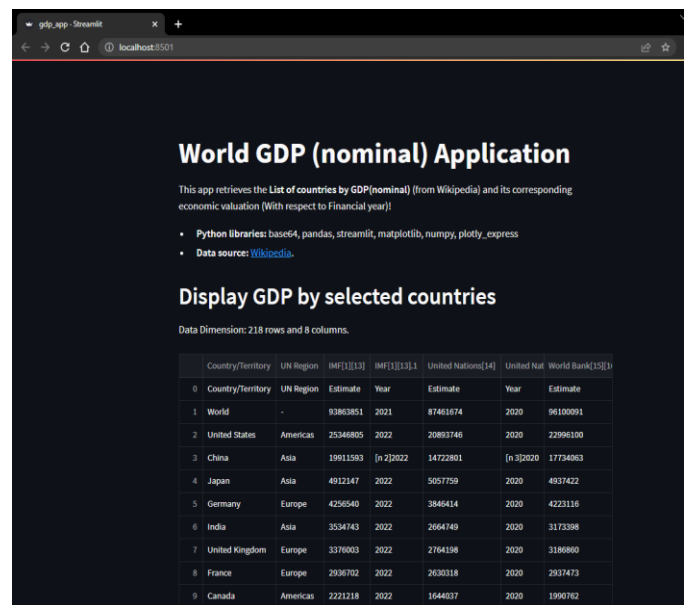 gdp_app · Streamlit
localhost:8501
World GDP (nominal) Application
This app retrieves the List of countries by GDP(nominal) (from Wikipedia) and its corresponding
economic valuation (With respect to Financial year)!
• Python libraries: base64, pandas, streamlit, matplotlib, numpy, plotly_express
• Data source: Wikipedia.
Display GDP by selected countries
Data Dimension: 218 rows and 8 columns.
Country/Territory UN Region IMF[1][13] IMF[1][13].1 United Nations[14] United Nat World Bank[15][1
0 Country/Territory UN Region Estimate Year Estimate Year Estimate
1 World - 93863851 2021 87461674 2020 96100091
2 United States Americas 25346805 2022 20893746 2020 22996100
3 China Asia 19911593 [n 2]2022 14722801 [n 3]2020 17734063
4 Japan Asia 4912147 2022 5057759 2020 4937422
5 Germany Europe 4256540 2022 3846414 2020 4223116
6 India Asia 3534743 2022 2664749 2020 3173398
7 United Kingdom Europe 3376003 2022 2764198 2020 3186860
8 France Europe 2936702 2022 2630318 2020 2937473
9 Canada Americas 2221218 2022 1644037 2020 1990762